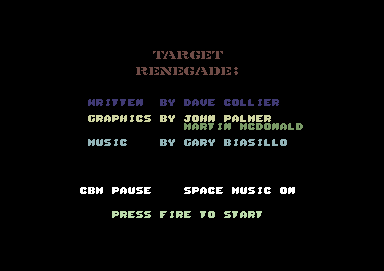 TARGET
RENEGADE:
WRITTEN BY DAVE COLLIER
GRAPHICS BY JOHN PALMER
MARTIN MCDONALD
MUSIC BY GARY BIASILLO
CBM PAUSE SPACE MUSIC ON
PRESS FIRE TO START